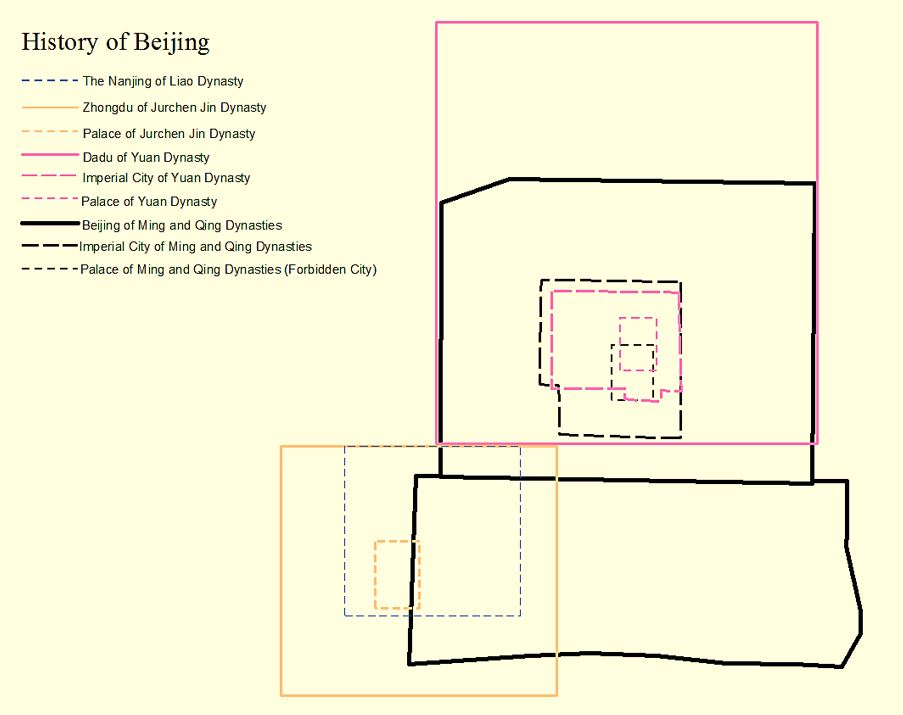 History of Beijing
The Nanjing of Liao Dynasty
Zhongdu of Jurchen Jin Dynasty
Palace of Jurchen Jin Dynasty
Dadu of Yuan Dynasty
Imperial City of Yuan Dynasty
Palace of Yuan Dynasty
Beijing of Ming and Qing Dynasties
Imperial City of Ming and Qing Dynasties
Palace of Ming and Qing Dynasties (Forbidden City)